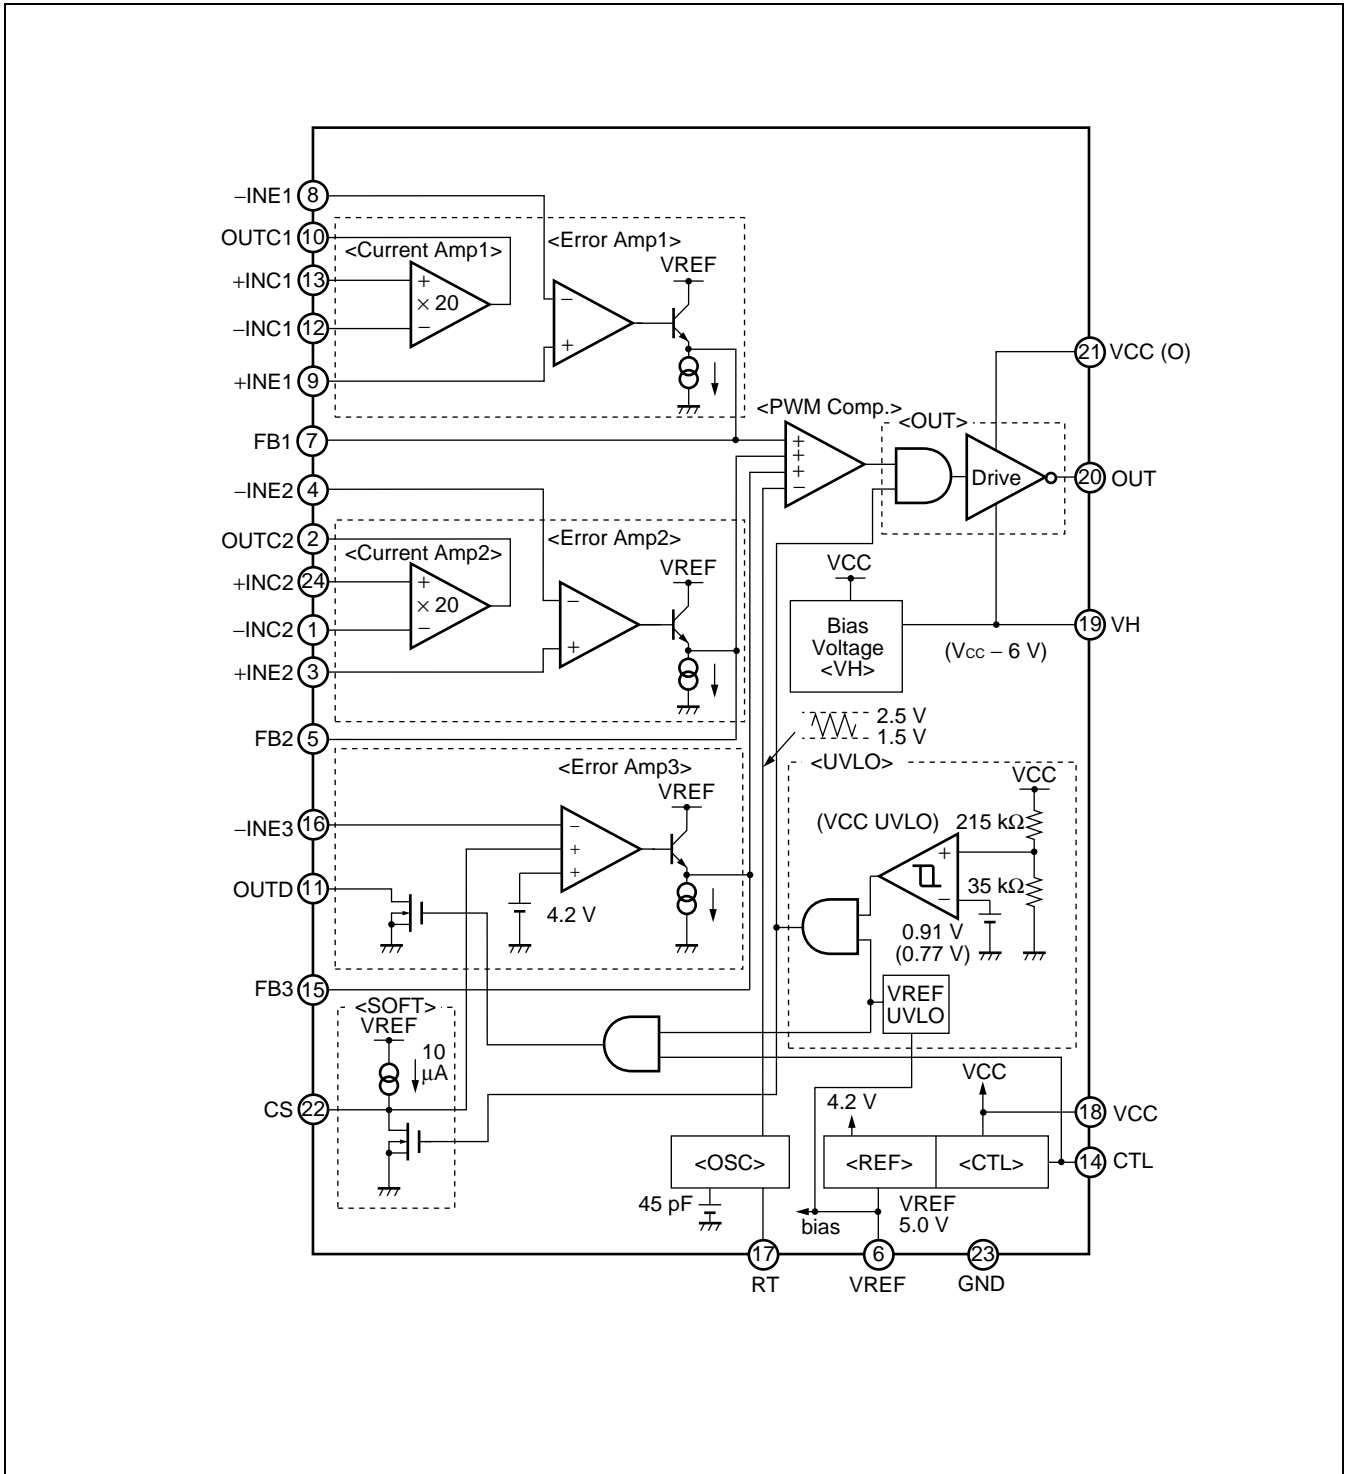 −INE1 8
OUTC1 10
<Current Amp1>
<Error Amp1>
VREF
+INC1 13
+
× 20
−
−INC1 12
−
+
+INE1 9
21 VCC (O)
<PWM Comp.>
<OUT>
FB1 7
+
+
+
−
Drive
20 OUT
−INE2 4
OUTC2 2
<Current Amp2>
<Error Amp2>
VREF
+INC2 24
+
× 20
−
−INC2 1
−
+
+INE2 3
VCC
Bias
Voltage
<VH>
19 VH
(VCC − 6 V)
FB2 5
2.5 V
1.5 V
<UVLO>
<Error Amp3>
VREF
VCC
−INE3 16
−
+
+
(VCC UVLO)
215 kΩ
+
−
35 kΩ
OUTD 11
4.2 V
0.91 V
(0.77 V)
FB3 15
VREF
UVLO
<SOFT>
VREF
10
μA
CS 22
VCC
4.2 V
18 VCC
<OSC>
<REF>
<CTL>
14 CTL
45 pF
VREF
5.0 V
bias
17
6
23
RT
VREF
GND